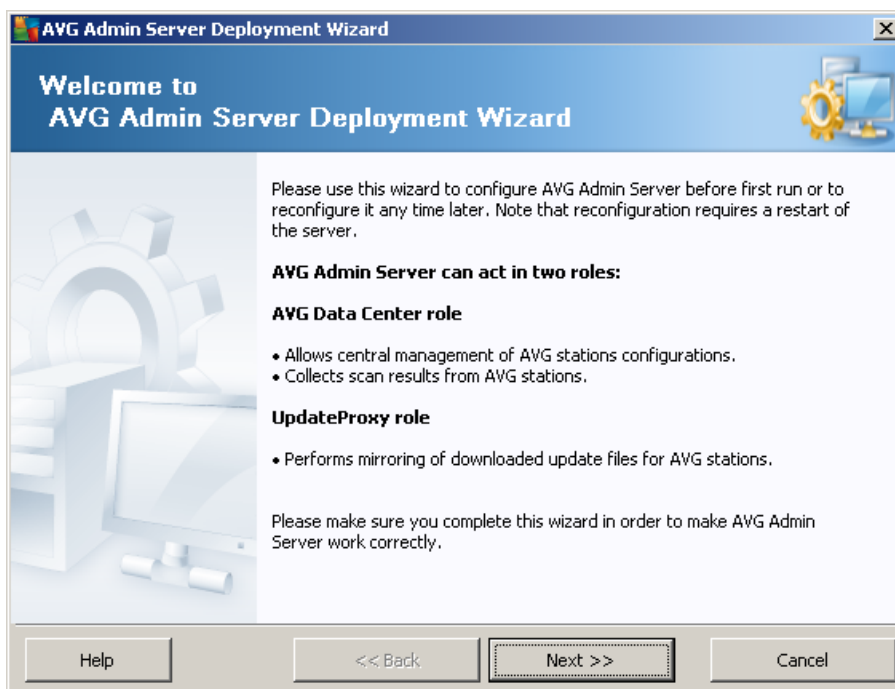 AVG Admin Server Deployment Wizard
Welcome to
AVG Admin Server Deployment Wizard
Please use this wizard to configure AVG Admin Server before first run or to
reconfigure it any time later. Note that reconfiguration requires a restart of
the server.
AVG Admin Server can act in two roles:
AVG Data Center role
• Allows central management of AVG stations configurations.
• Collects scan results from AVG stations.
UpdateProxy role
• Performs mirroring of downloaded update files for AVG stations.
Please make sure you complete this wizard in order to make AVG Admin
Server work correctly.
Help
<< Back
Next >>
Cancel